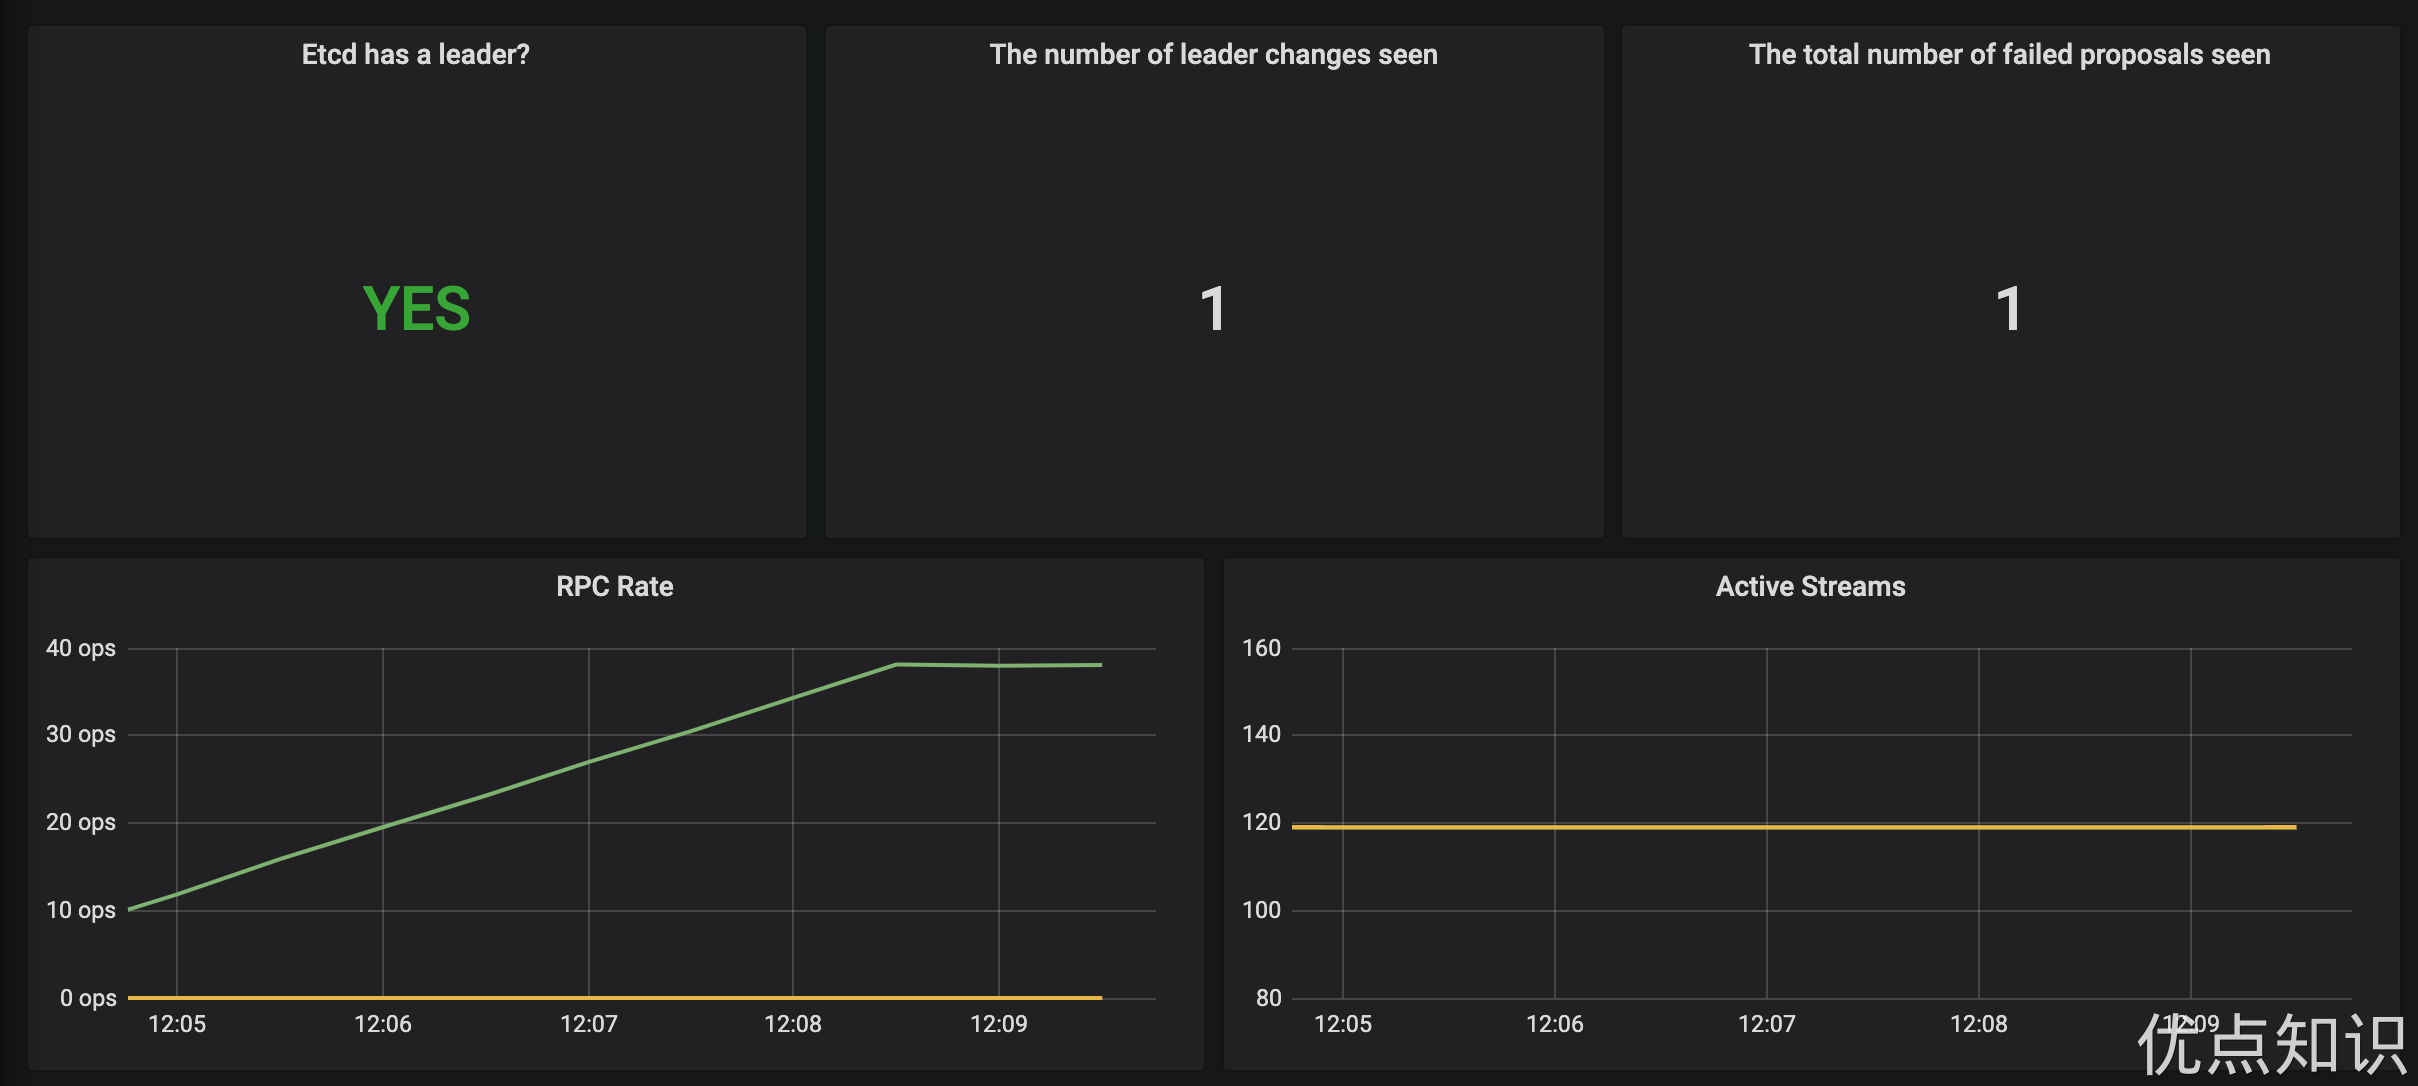 Etcd has a leader?
The number of leader changes seen
The total number of failed proposals seen
YES
1
1
RPC Rate
40 ops
30 ops
20 ops
10 ops
0 ops
12:05
12:06
12:07
12:08
12:09
Active Streams
160
140
120
100
80
12:05
12:06
12:07
12:08
12:09
优点知识